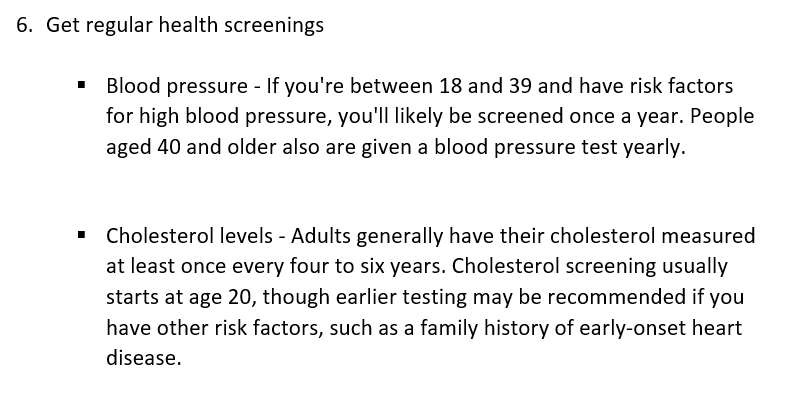 6. Get regular health screenings
▪ Blood pressure - If you're between 18 and 39 and have risk factors
for high blood pressure, you'll likely be screened once a year. People
aged 40 and older also are given a blood pressure test yearly.
▪ Cholesterol levels - Adults generally have their cholesterol measured
at least once every four to six years. Cholesterol screening usually
starts at age 20, though earlier testing may be recommended if you
have other risk factors, such as a family history of early-onset heart
disease.